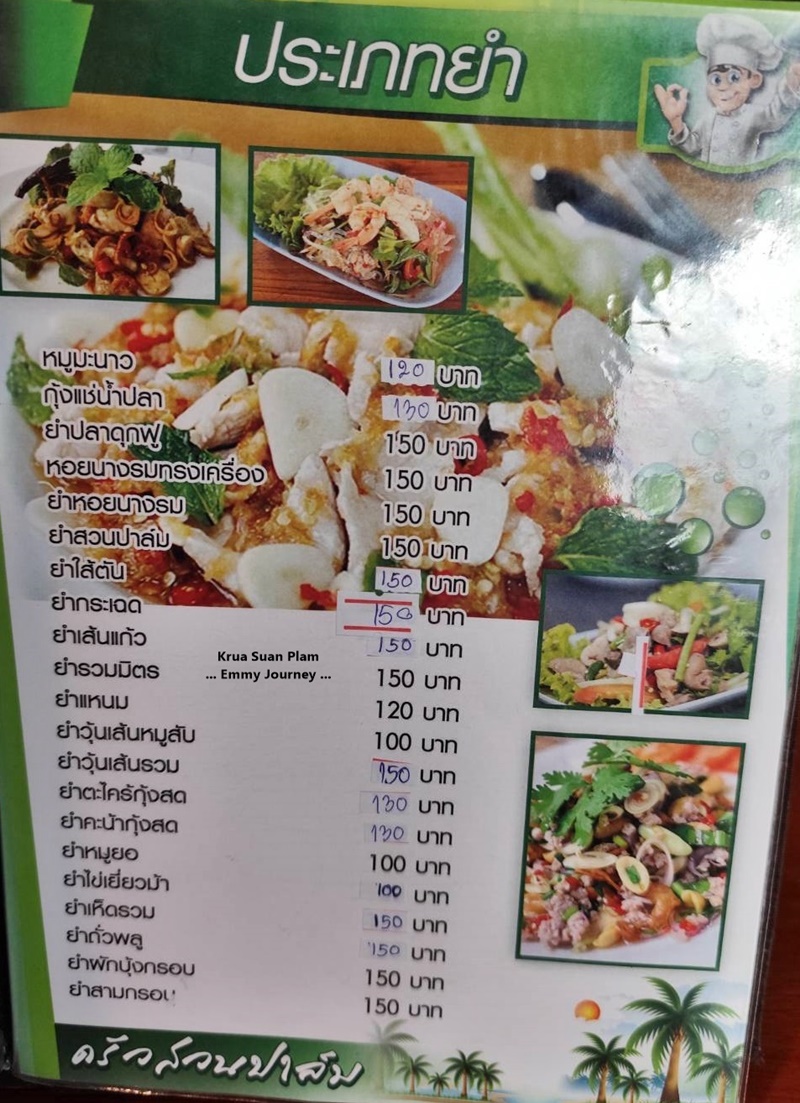 ประเภทยำ
หมูมะนาว 120 บาท
กุ้งแช่น้ำปลา 130 บาท
ยำปลาดุกฟู 150 บาท
หอยนางรมทรงเครื่อง 150 บาท
ยำหอยนางรม 150 บาท
ยำสวนปาล์ม 150 บาท
ยำไส้ตัน 150 บาท
ยำกระเฉด 150 บาท
ยำเส้นแก้ว 150 บาท
ยำรวมมิตร 150 บาท
ยำแหนม 120 บาท
ยำวุ้นเส้นหมูสับ 100 บาท
ยำวุ้นเส้นรวม 150 บาท
ยำตะไคร้กุ้งสด 130 บาท
ยำคะน้ากุ้งสด 130 บาท
ยำหมูยอ 100 บาท
ยำไข่เยี่ยวม้า 100 บาท
ยำเห็ดรวม 150 บาท
ยำถั่วพลู 150 บาท
ยำผักบุ้งกรอบ 150 บาท
ยำสามกรอบ 150 บาท
Krua Suan Plam
... Emmy Journey ...
ครัวสวนปาล์ม